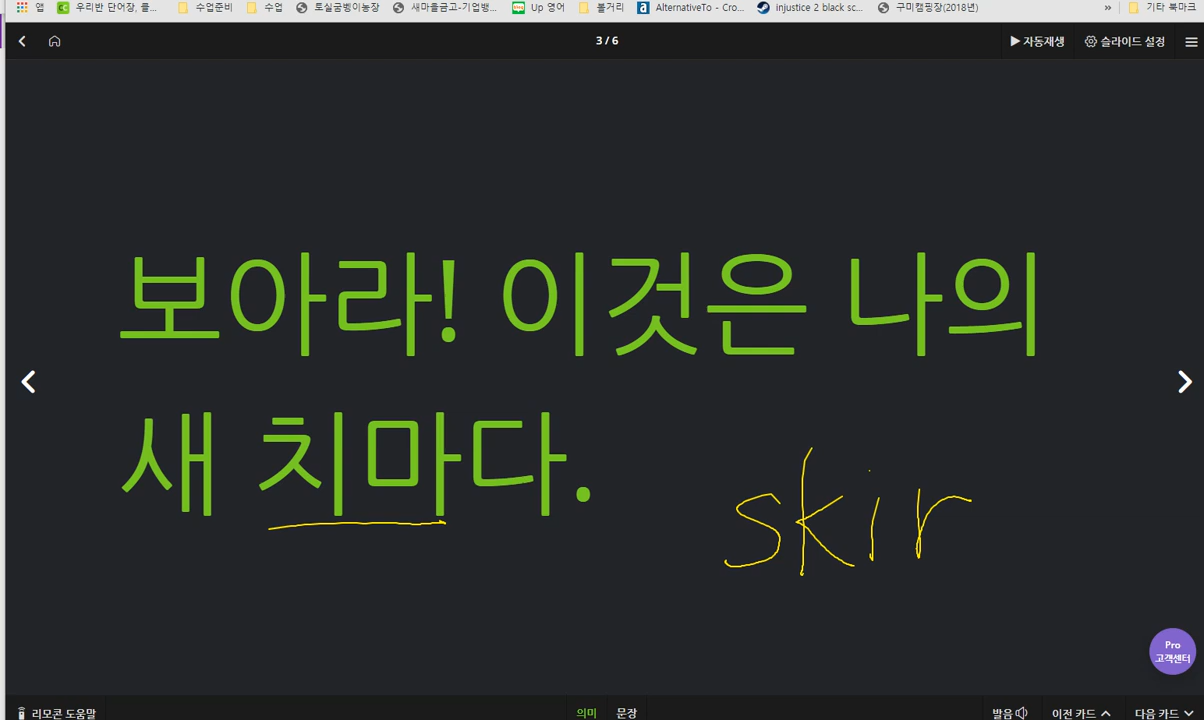 앱 우리반 단어장, 클... 수업준비 수업 토실굼벵이농장 새마을금고-기업뱅... Up 영어 볼거리 AlternativeTo - Cro... injustice 2 black sc... 구미캠핑장(2018년) » 기타 북마크
3 / 6 자동재생 슬라이드 설정
보아라! 이것은 나의
새 치마다.
skir
Pro
고객센터
리모콘 도움말 의미 문장 발음 이전 카드 다음 카드